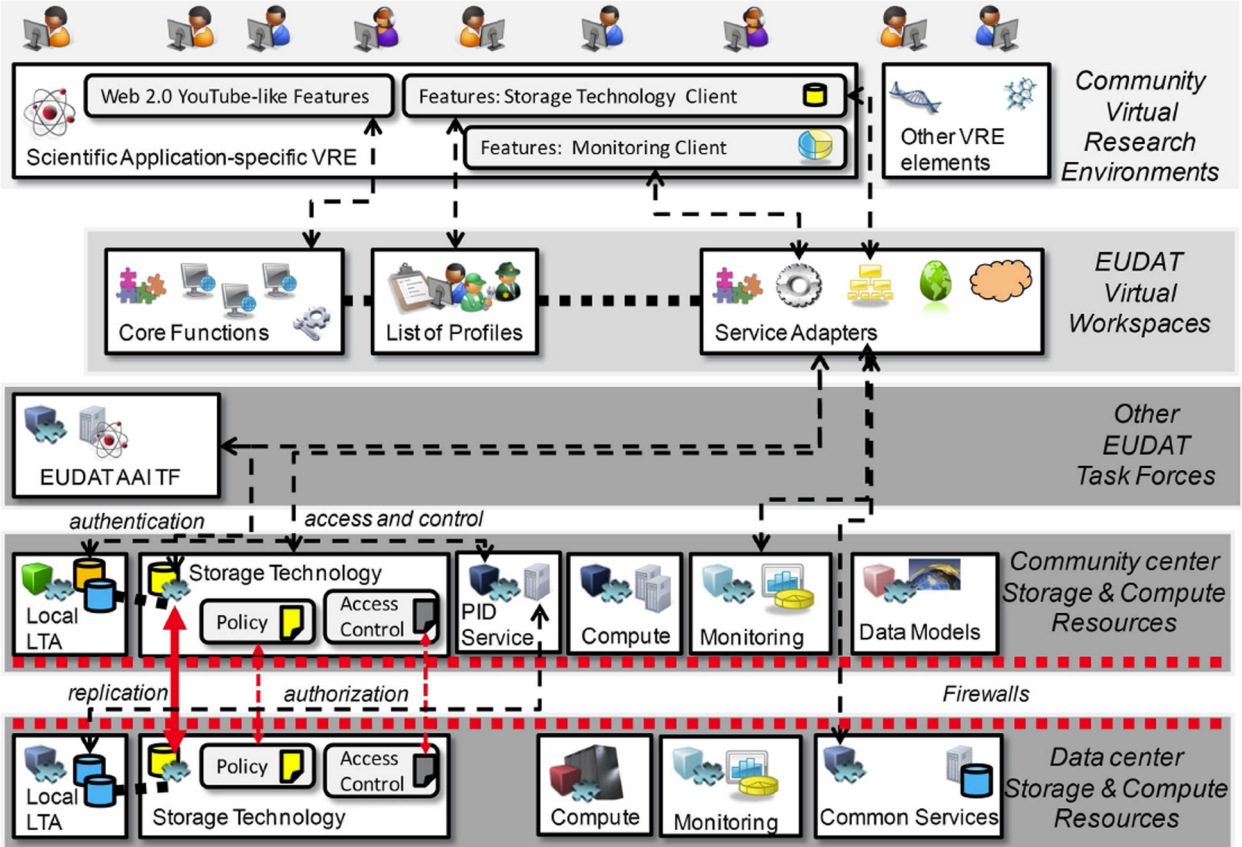 Web 2.0 YouTube-like Features
Features: Storage Technology Client
Features: Monitoring Client
Scientific Application-specific VRE
Other VRE
elements
Community
Virtual
Research
Environments
Core Functions
List of Profiles
Service Adapters
EUDAT
Virtual
Workspaces
EUDAT AAI TF
Other
EUDAT
Task Forces
authentication
access and control
Local
LTA
Storage Technology
Policy
Access
Control
PID
Service
Compute
Monitoring
Data Models
Community center
Storage & Compute
Resources
replication
authorization
Firewalls
Local
LTA
Policy
Access
Control
Storage Technology
Compute
Monitoring
Common Services
Data center
Storage & Compute
Resources